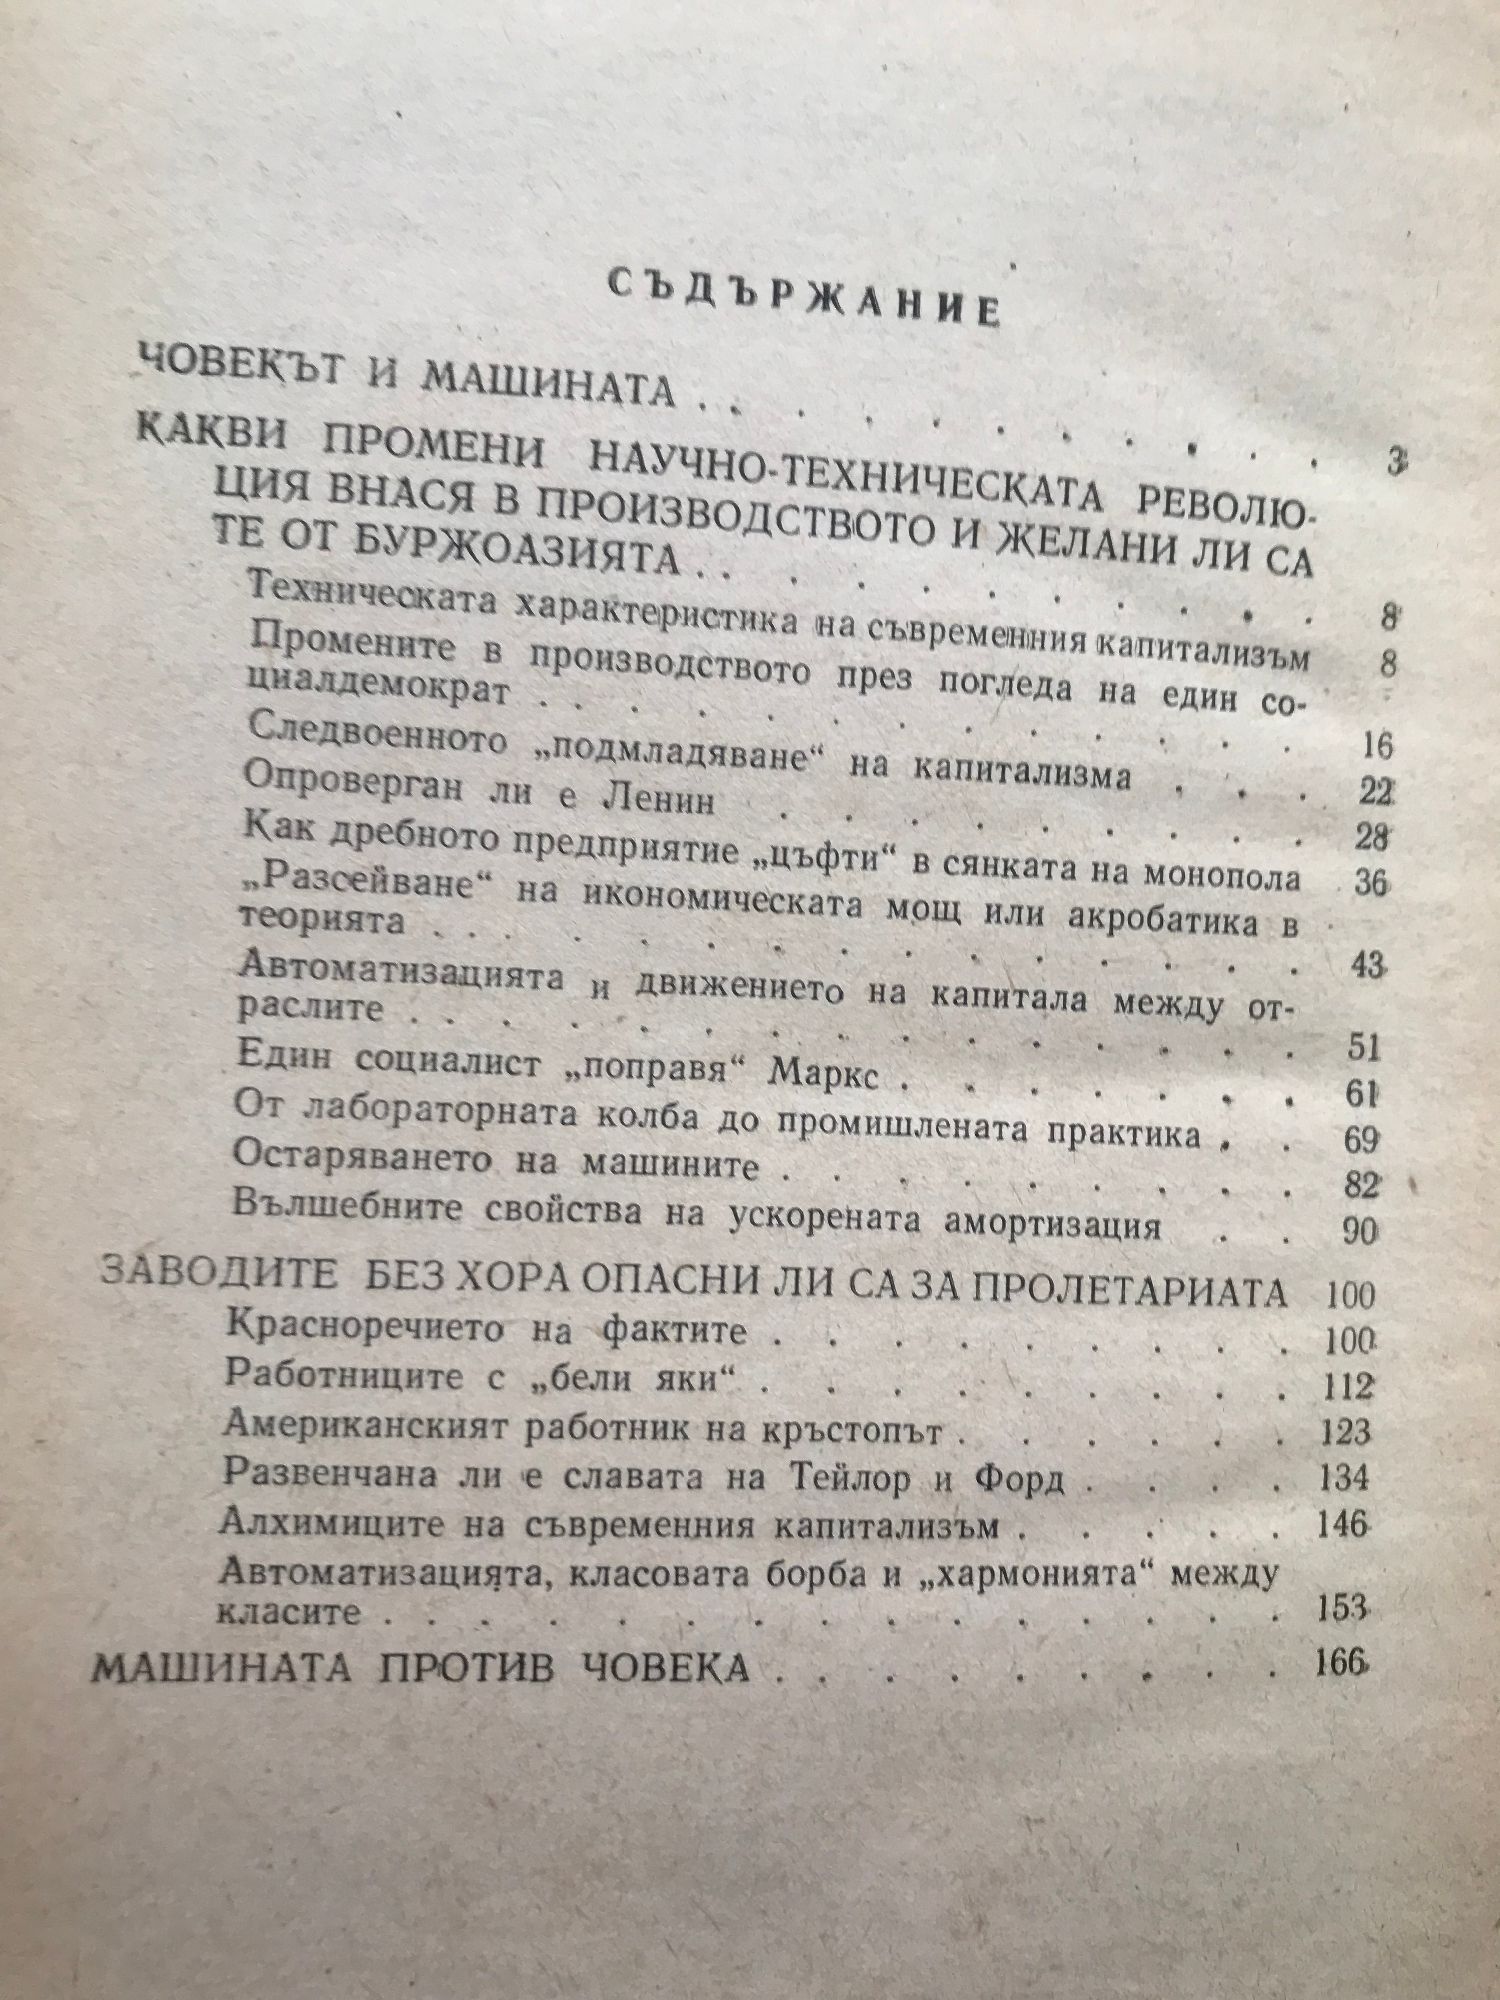 СЪДЪРЖАНИЕ
ЧОВЕКЪТ И МАШИНАТА . . . . . . . . . . . 3
КАКВИ ПРОМЕНИ НАУЧНО-ТЕХНИЧЕСКАТА РЕВОЛЮ-
ЦИЯ ВНАСЯ В ПРОИЗВОДСТВОТО И ЖЕЛАНИ ЛИ СА
ТЕ ОТ БУРЖОАЗИЯТА . . . . . . . . . . . 8
Техническата характеристика на съвременния капитализъм 8
Промените в производството през погледа на един со-
циалдемократ . . . . . . . . . . . . . 16
Следвоенното „подмладяване“ на капитализма . . . 22
Опроверган ли е Ленин . . . . . . . . . 28
Как дребното предприятие „цъфти“ в сянката на монопола 36
„Разсейване“ на икономическата мощ или акробатика в
теорията . . . . . . . . . . . . . . 43
Автоматизацията и движението на капитала между от-
раслите . . . . . . . . . . . . . . 51
Един социалист „поправя“ Маркс . . . . . . . 61
От лабораторната колба до промишлената практика . . 69
Остаряването на машините . . . . . . . . . 82
Вълшебните свойства на ускорената амортизация . . 90
ЗАВОДИТЕ БЕЗ ХОРА ОПАСНИ ЛИ СА ЗА ПРОЛЕТАРИАТА 100
Красноречието на фактите . . . . . . . . . 100
Работниците с „бели яки“ . . . . . . . . . 112
Американският работник на кръстопът . . . . . . 123
Развенчана ли е славата на Тейлор и Форд . . . . 134
Алхимиците на съвременния капитализъм . . . . . 146
Автоматизацията, класовата борба и „хармонията“ между
класите . . . . . . . . . . . . . . 153
МАШИНАТА ПРОТИВ ЧОВЕКА . . . . . . . . . 166